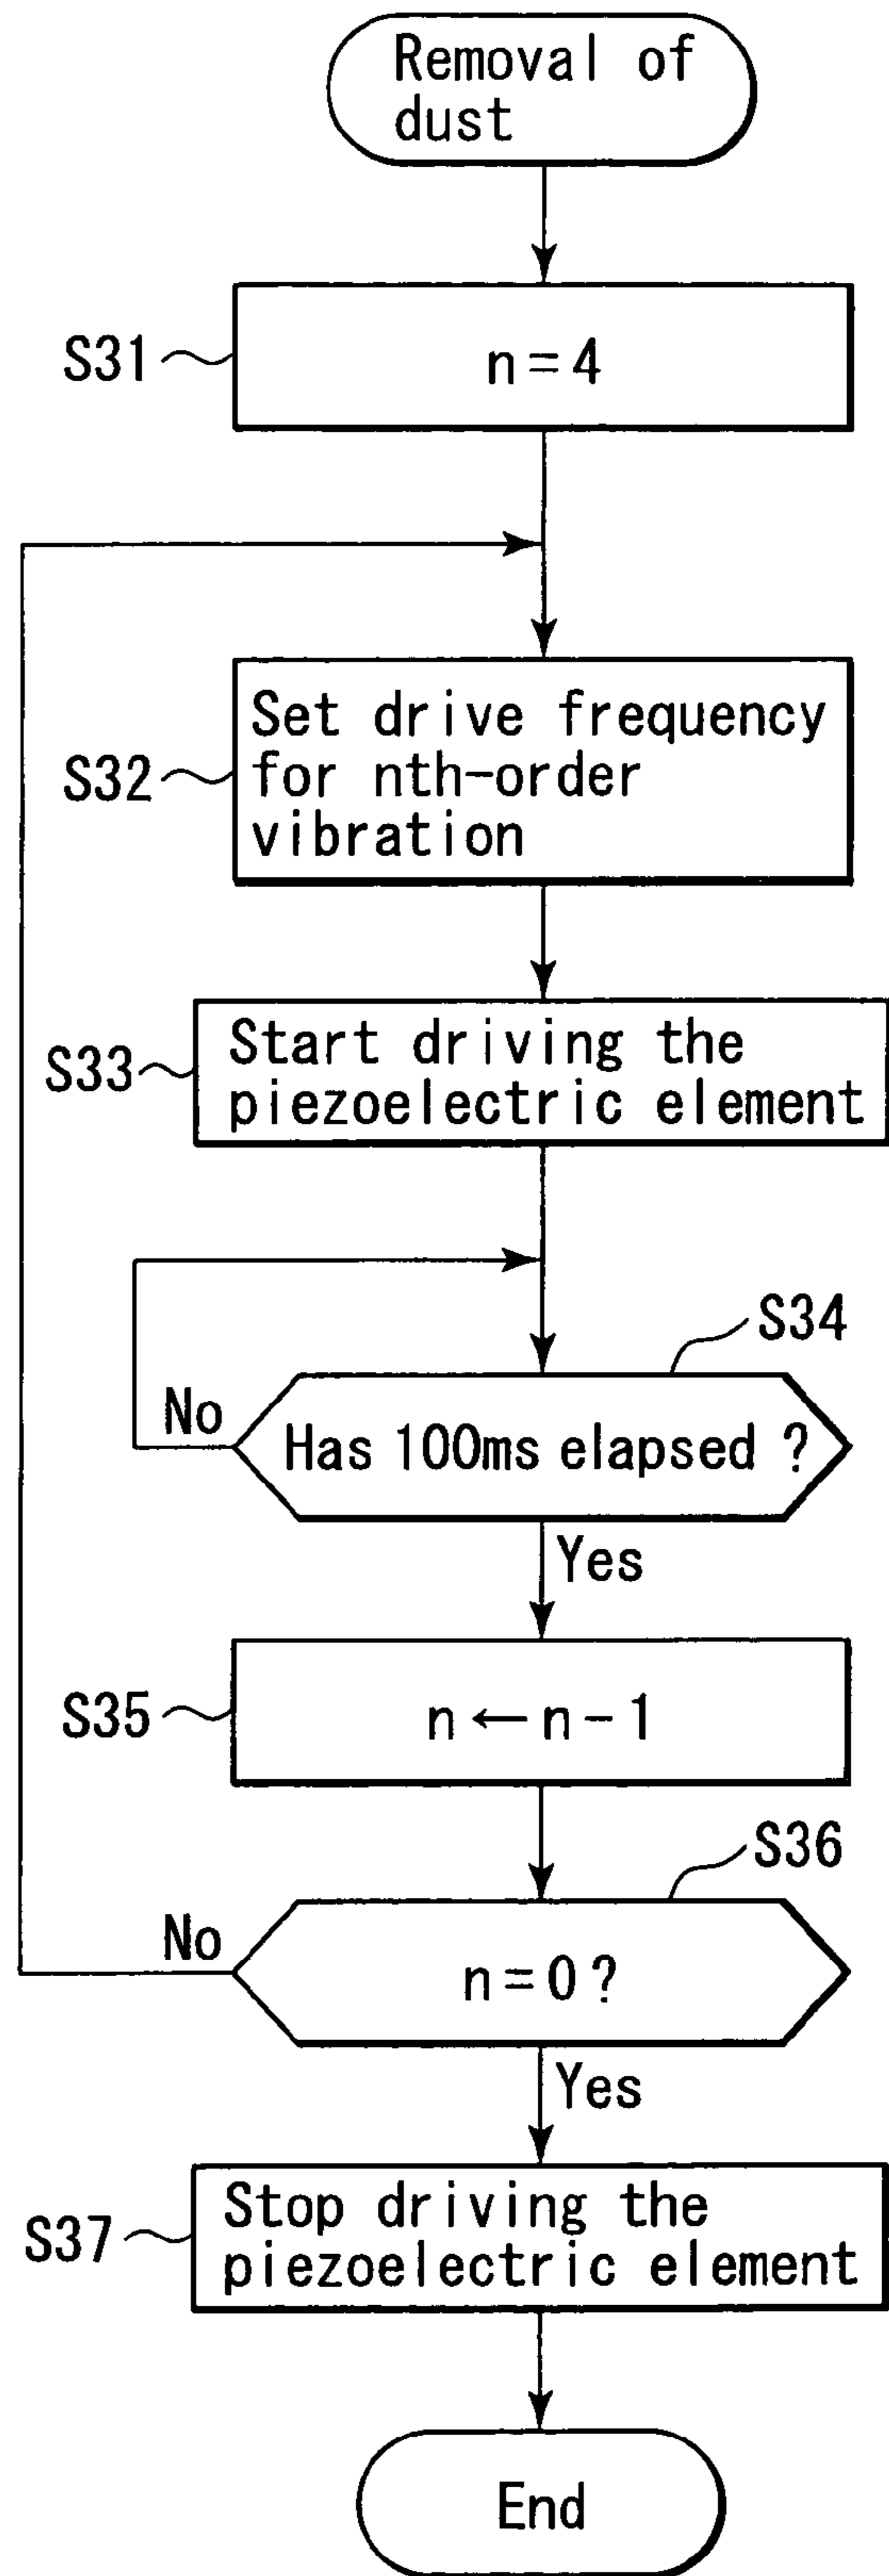 Removal of
dust
S31
n=4
S32
Set drive frequency
for nth-order
vibration
S33
Start driving the
piezoelectric element
S34
No
Has 100ms elapsed ?
Yes
S35
n←n-1
S36
No
n=0?
Yes
S37
Stop driving the
piezoelectric element
End